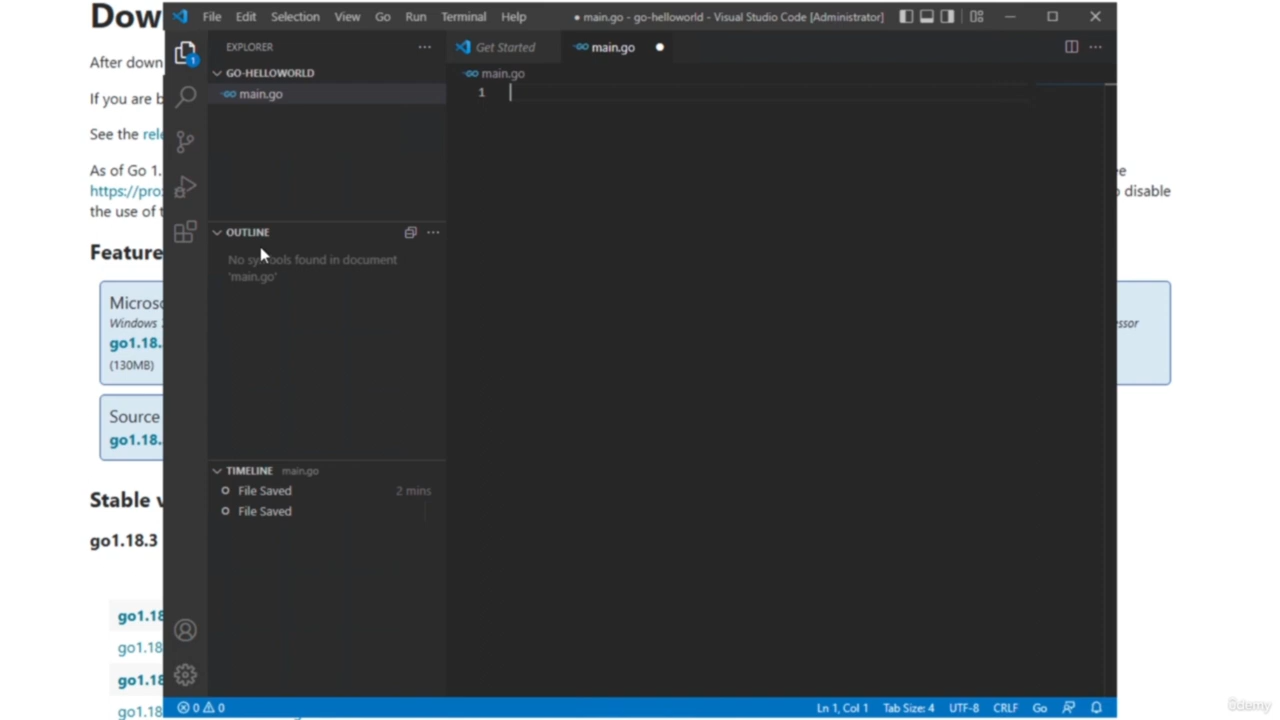 Dow
File Edit Selection View Go Run Terminal Help
● main.go - go-helloworld - Visual Studio Code [Administrator]
After down
If you are b
See the rele
As of Go 1.
https://pro
the use of t
disable
Feature
Micros
Windows
go1.18.
(130MB)
ssor
Source
go1.18.
Stable v
go1.18.3
go1.18
go1.18
go1.18
go1.18
EXPLORER
1
GO-HELLOWORLD
main.go
OUTLINE
No symbols found in document
'main.go'
TIMELINE main.go
File Saved 2 mins
File Saved
Get Started
main.go
main.go
1
0 0
Ln 1, Col 1 Tab Size: 4 UTF-8 CRLF Go
ûdemy